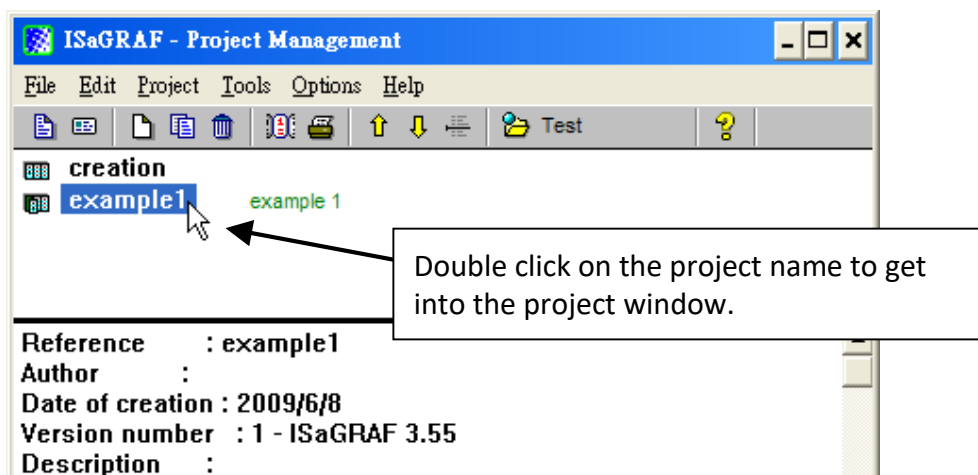 ISaGRAF - Project Management
File Edit Project Tools Options Help
Test
creation
example1 example 1
Double click on the project name to get
into the project window.
Reference : example1
Author :
Date of creation : 2009/6/8
Version number : 1 - ISaGRAF 3.55
Description :